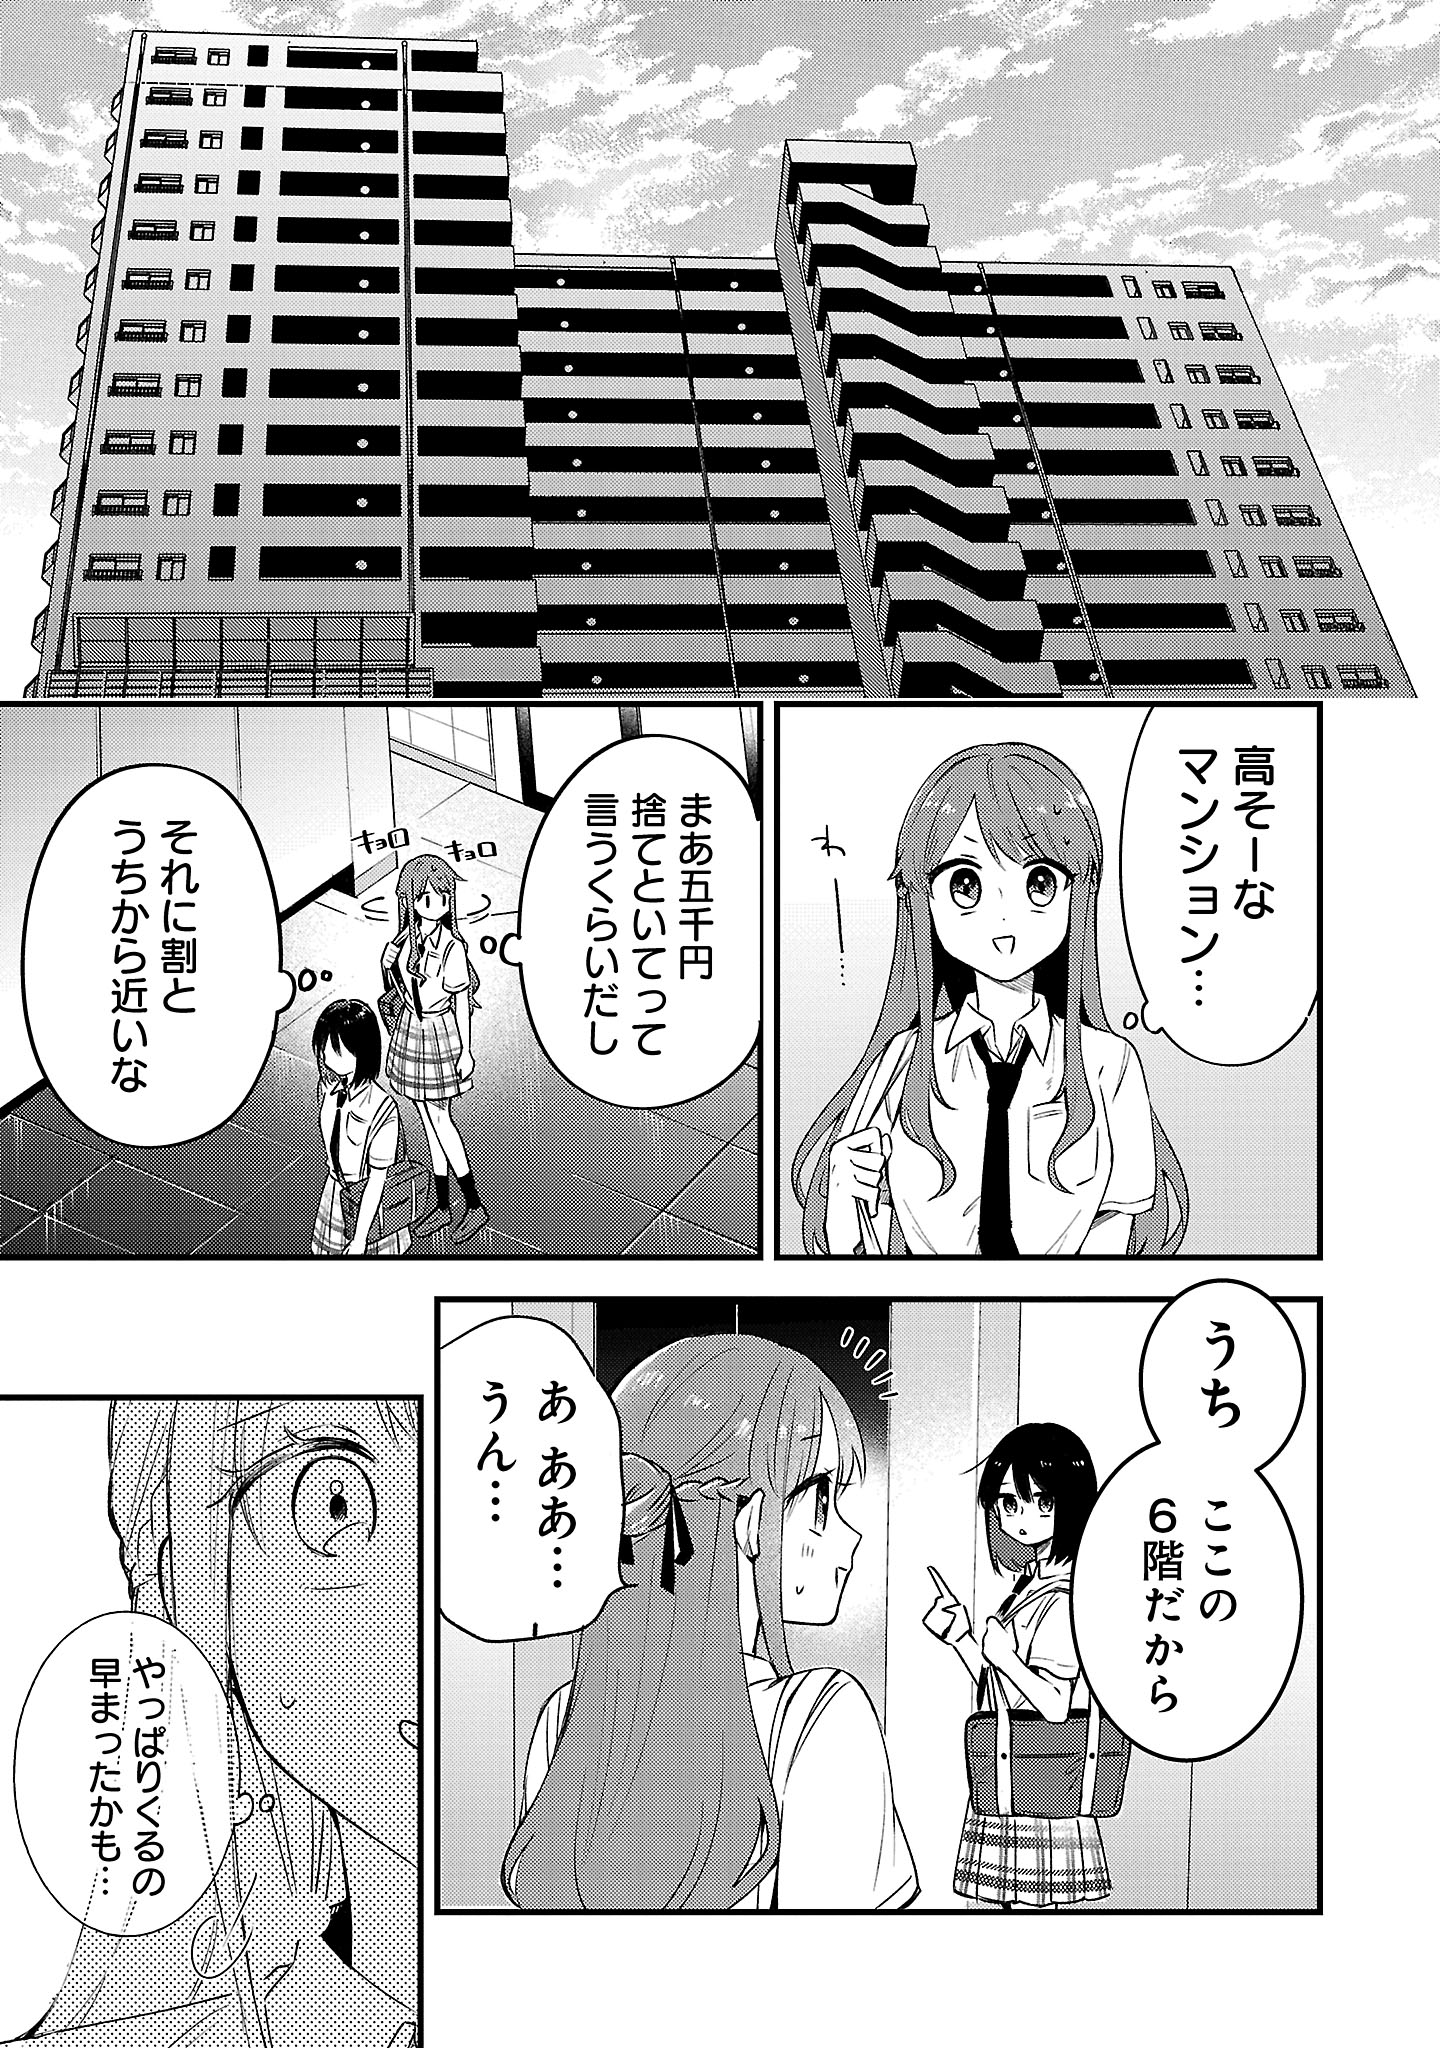 高そーな
マンション…
わ…
まあ五千円
捨てといてって
言うくらいだし
キョロ
キョロ
それに割と
うちから近いな
うち
ここの
6階だから
あ ああ…
うん…
やっぱりくるの
早まったかも…